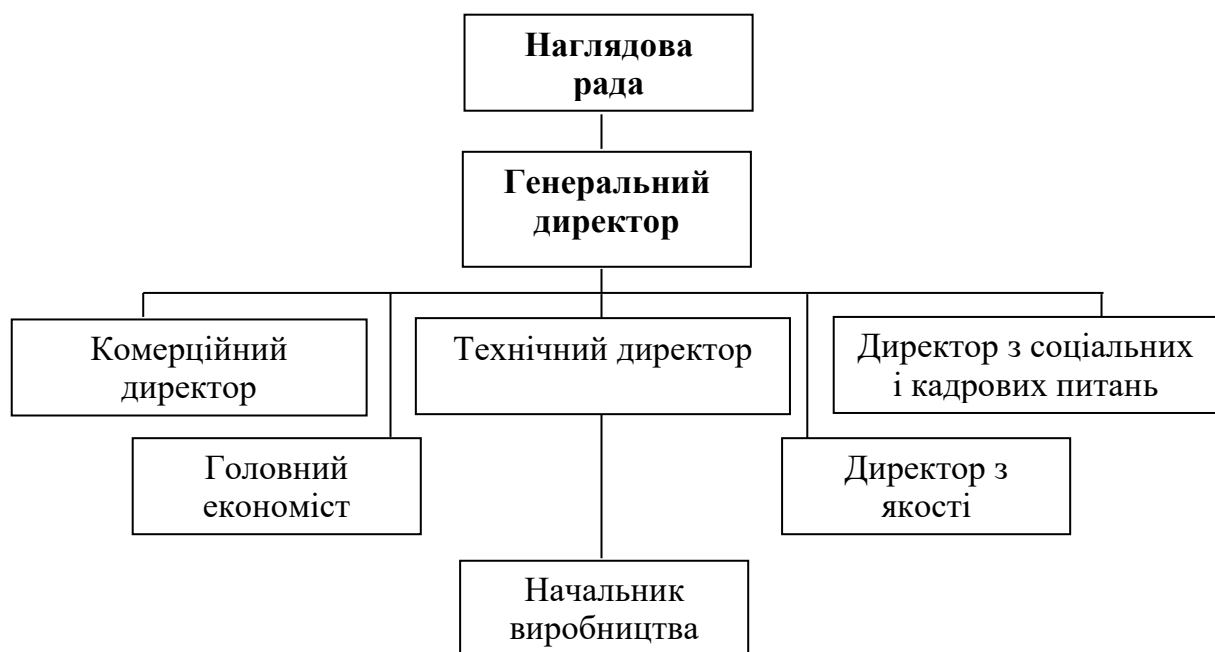 Наглядова
рада
Генеральний
директор
Комерційний
директор
Технічний директор
Директор з соціальних
і кадрових питань
Головний
економіст
Директор з
якості
Начальник
виробництва